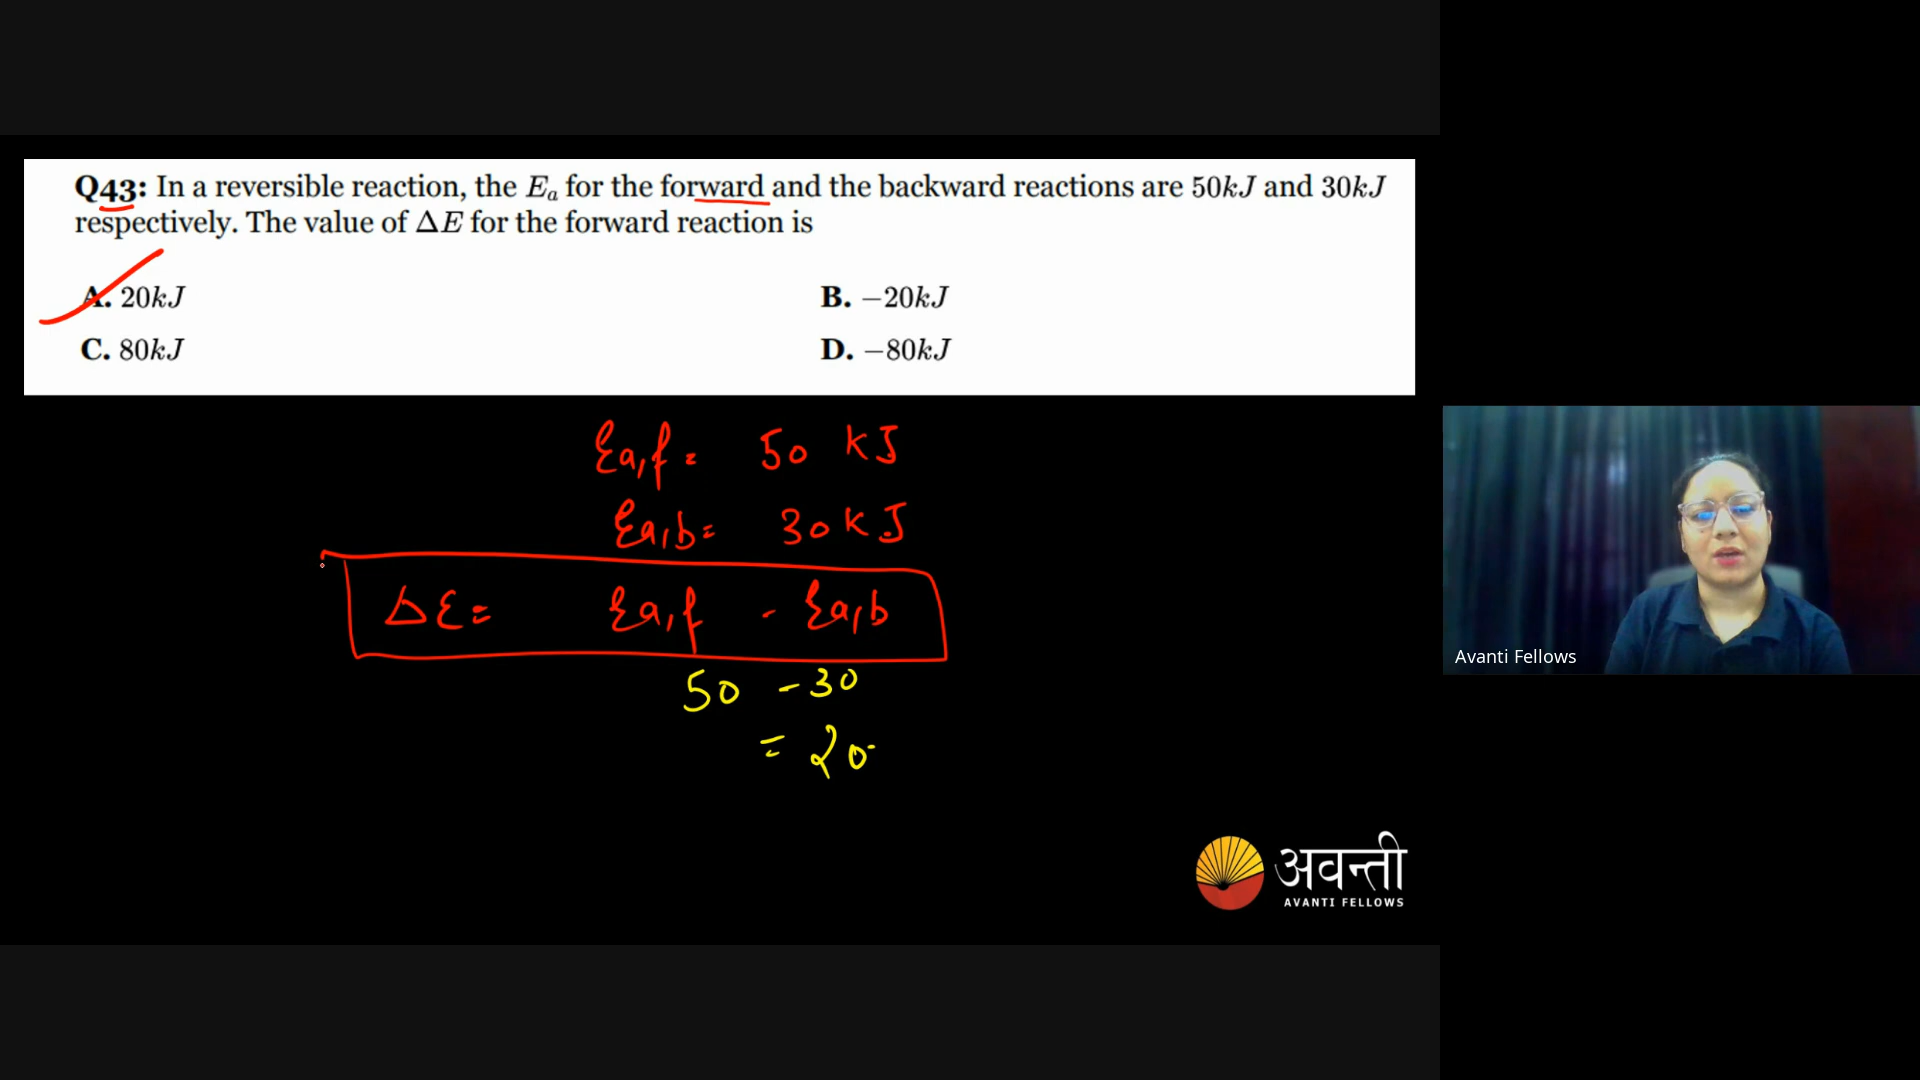 Q43: In a reversible reaction, the Eₐ for the forward and the backward reactions are 50kJ and 30kJ
respectively. The value of ΔE for the forward reaction is
A. 20kJ
B. −20kJ
C. 80kJ
D. −80kJ
Ea,f = 50 KJ
Ea,b = 30 KJ
ΔE = Ea,f - Ea,b
50 - 30
= 20
Avanti Fellows
अवन्ती
AVANTI FELLOWS